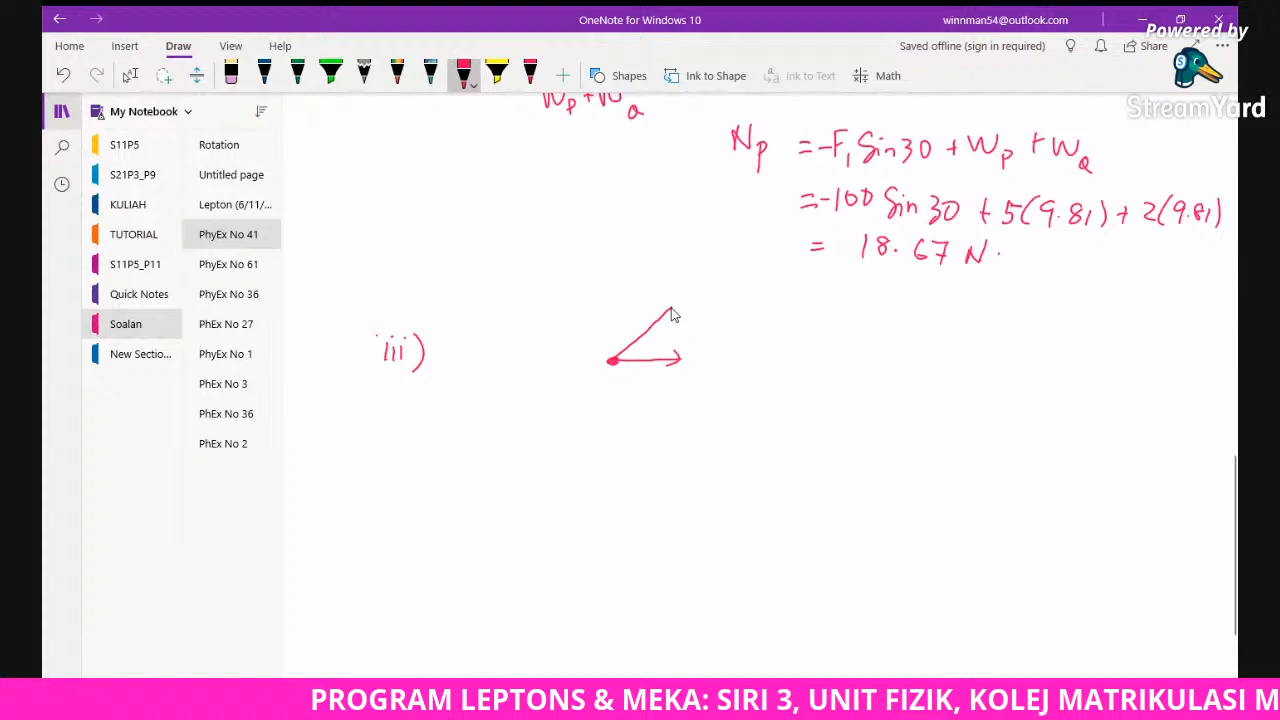 OneNote for Windows 10
winnman54@outlook.com
Powered by
StreamYard
Home Insert Draw View Help
Saved offline (sign in required)
Share
Shapes
Ink to Shape
Ink to Text
Math
My Notebook
S11P5
S21P3_P9
KULIAH
TUTORIAL
S11P5_P11
Quick Notes
Soalan
New Sectio...
Rotation
Untitled page
Lepton (6/11/...
PhyEx No 41
PhyEx No 61
PhyEx No 36
PhEx No 27
PhyEx No 1
PhEx No 3
PhEx No 36
PhEx No 2
Wp + WQ
Np = -F1 Sin 30 + Wp + WQ
= -100 Sin 30 + 5(9.81) + 2(9.81)
= 18.67 N.
iii)
PROGRAM LEPTONS & MEKA: SIRI 3, UNIT FIZIK, KOLEJ MATRIKULASI M